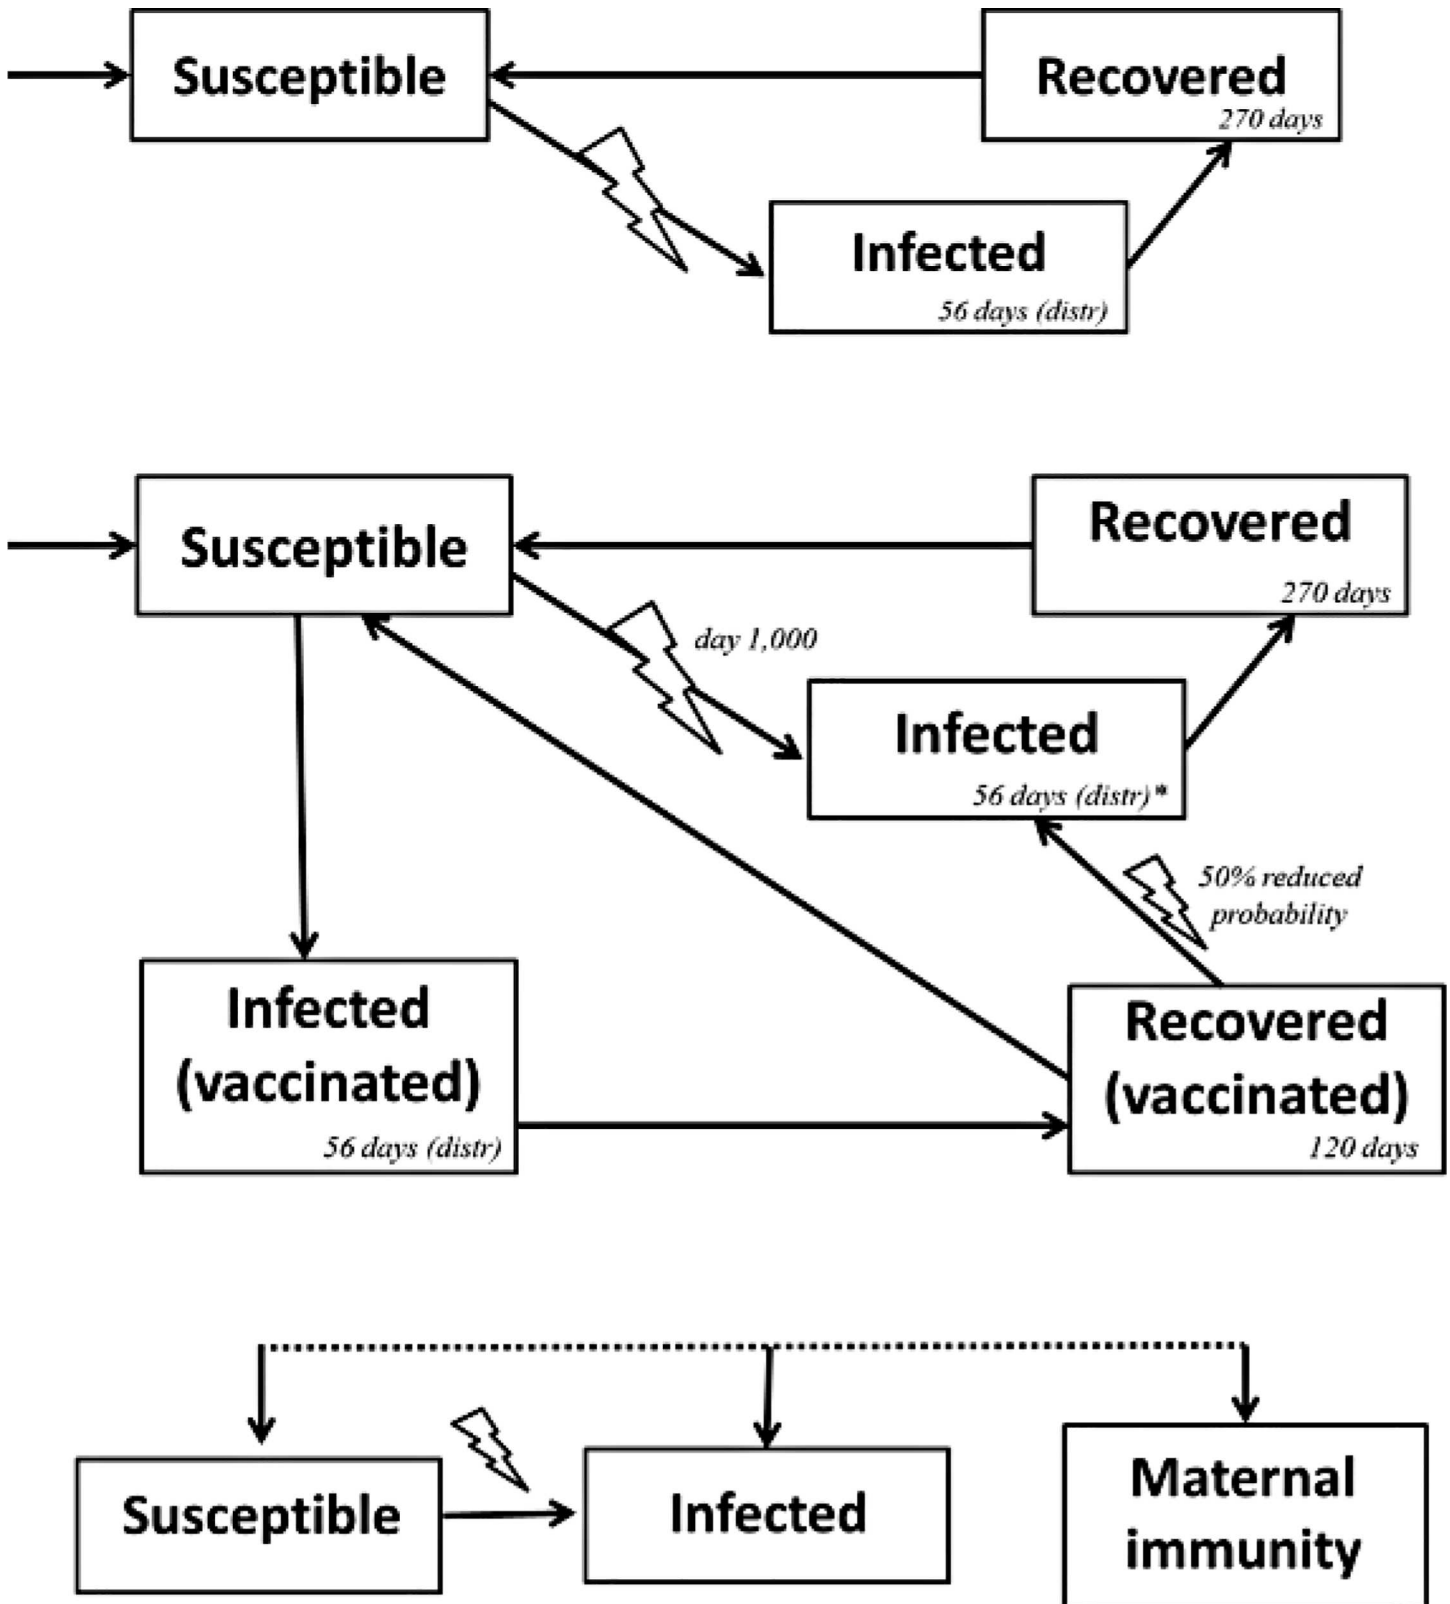 Susceptible
Recovered
270 days
Infected
56 days (distr)
Susceptible
Recovered
270 days
day 1,000
Infected
56 days (distr)*
50% reduced
probability
Infected
(vaccinated)
56 days (distr)
Recovered
(vaccinated)
120 days
Susceptible
Infected
Maternal
immunity